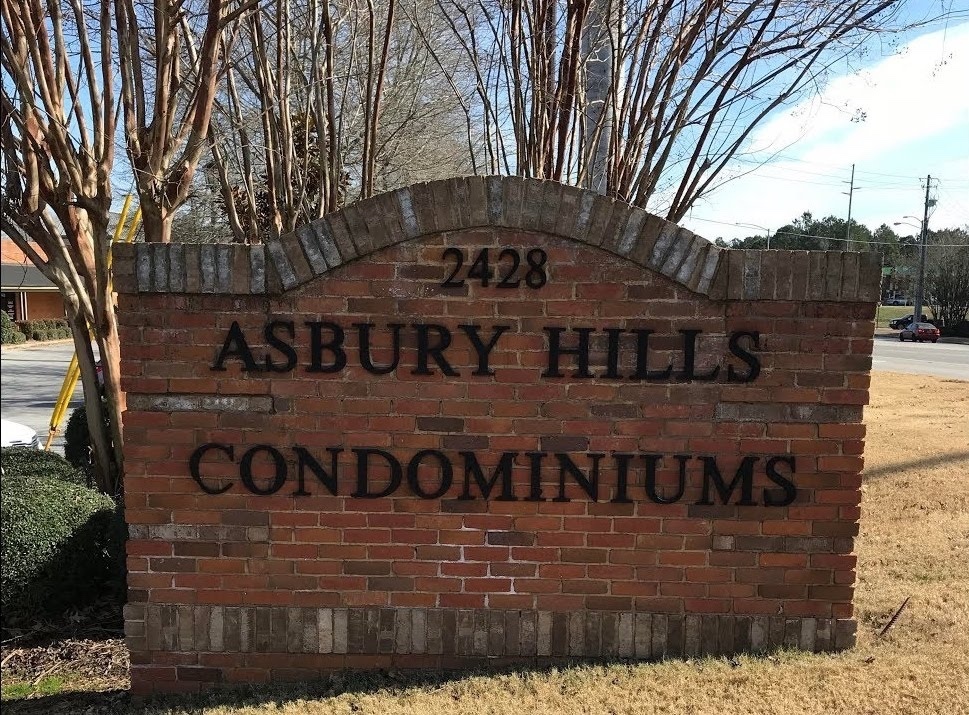 2428
ASBURY HILLS
CONDOMINIUMS